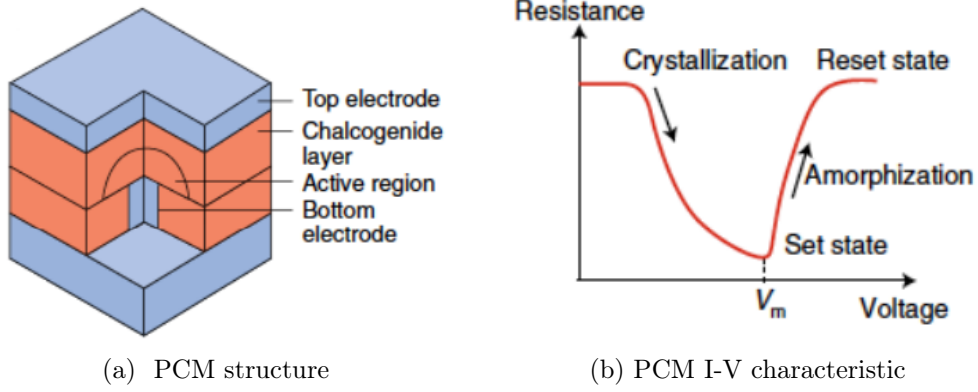 Top electrode
Chalcogenide
layer
Active region
Bottom
electrode
(a) PCM structure
Resistance
Crystallization
Reset state
Amorphization
Set state
Vm
Voltage
(b) PCM I-V characteristic